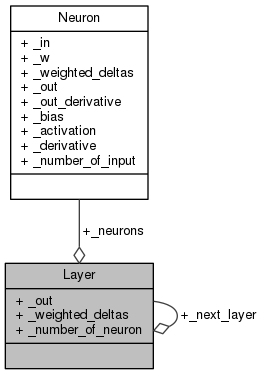 Neuron
+ _in
+ _w
+ _weighted_deltas
+ _out
+ _out_derivative
+ _bias
+ _activation
+ _derivative
+ _number_of_input
+_neurons
Layer
+ _out
+ _weighted_deltas
+ _number_of_neuron
+_next_layer